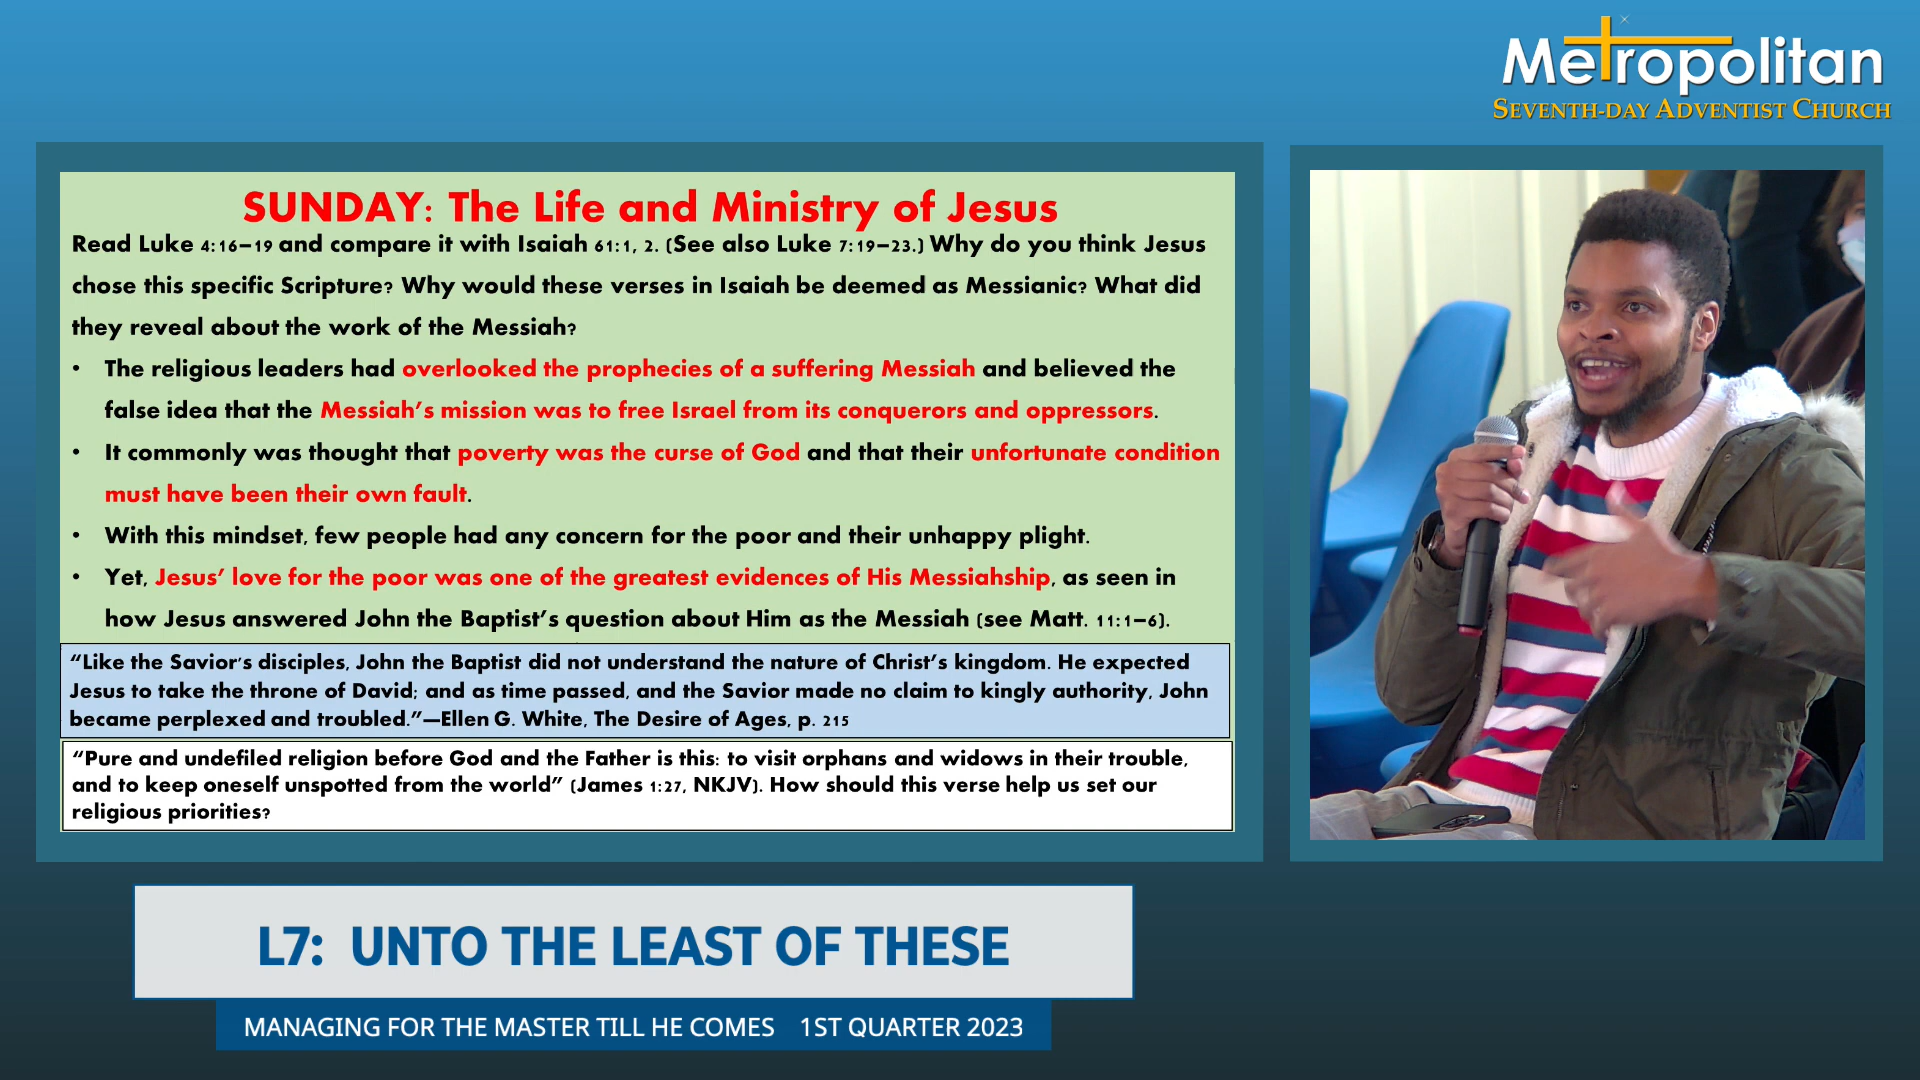 Metropolitan
SEVENTH-DAY ADVENTIST CHURCH
SUNDAY: The Life and Ministry of Jesus
Read Luke 4:16–19 and compare it with Isaiah 61:1, 2. (See also Luke 7:19–23.) Why do you think Jesus
chose this specific Scripture? Why would these verses in Isaiah be deemed as Messianic? What did
they reveal about the work of the Messiah?
• The religious leaders had overlooked the prophecies of a suffering Messiah and believed the
false idea that the Messiah’s mission was to free Israel from its conquerors and oppressors.
• It commonly was thought that poverty was the curse of God and that their unfortunate condition
must have been their own fault.
• With this mindset, few people had any concern for the poor and their unhappy plight.
• Yet, Jesus’ love for the poor was one of the greatest evidences of His Messiahship, as seen in
how Jesus answered John the Baptist’s question about Him as the Messiah (see Matt. 11:1–6).
“Like the Savior’s disciples, John the Baptist did not understand the nature of Christ’s kingdom. He expected
Jesus to take the throne of David; and as time passed, and the Savior made no claim to kingly authority, John
became perplexed and troubled.”—Ellen G. White, The Desire of Ages, p. 215
“Pure and undefiled religion before God and the Father is this: to visit orphans and widows in their trouble,
and to keep oneself unspotted from the world” (James 1:27, NKJV). How should this verse help us set our
religious priorities?
L7: UNTO THE LEAST OF THESE
MANAGING FOR THE MASTER TILL HE COMES 1ST QUARTER 2023